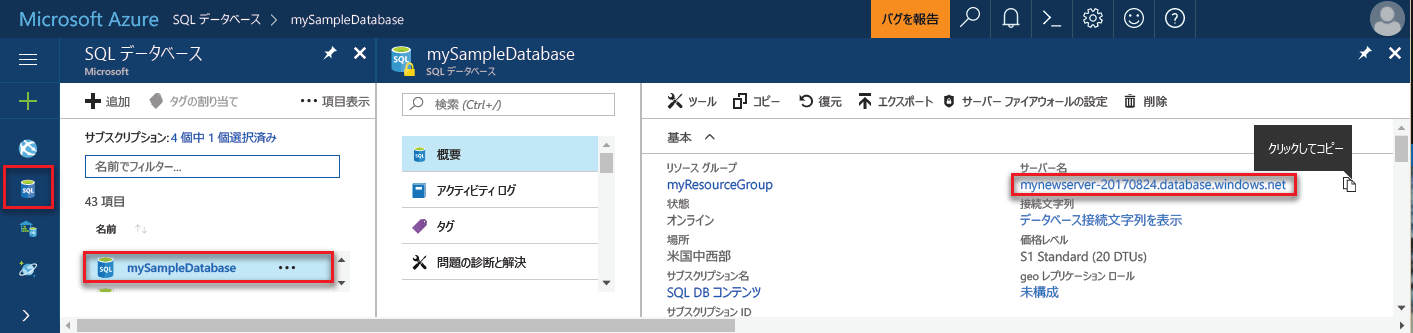 Microsoft Azure SQL データベース > mySampleDatabase バグを報告
SQL データベース
Microsoft
追加 タグの割り当て ••• 項目表示
サブスクリプション: 4 個中 1 個選択済み
名前でフィルター...
43 項目
名前
mySampleDatabase •••
mySampleDatabase
SQL データベース
検索 (Ctrl+/)
概要
アクティビティ ログ
タグ
問題の診断と解決
ツール コピー 復元 エクスポート サーバー ファイアウォールの設定 削除
基本
クリックしてコピー
リソース グループ
myResourceGroup
状態
オンライン
場所
米国中西部
サブスクリプション名
SQL DB コンテンツ
サブスクリプション ID
サーバー名
mynewserver-20170824.database.windows.net
接続文字列
データベース接続文字列を表示
価格レベル
S1 Standard (20 DTUs)
geo レプリケーション ロール
未構成